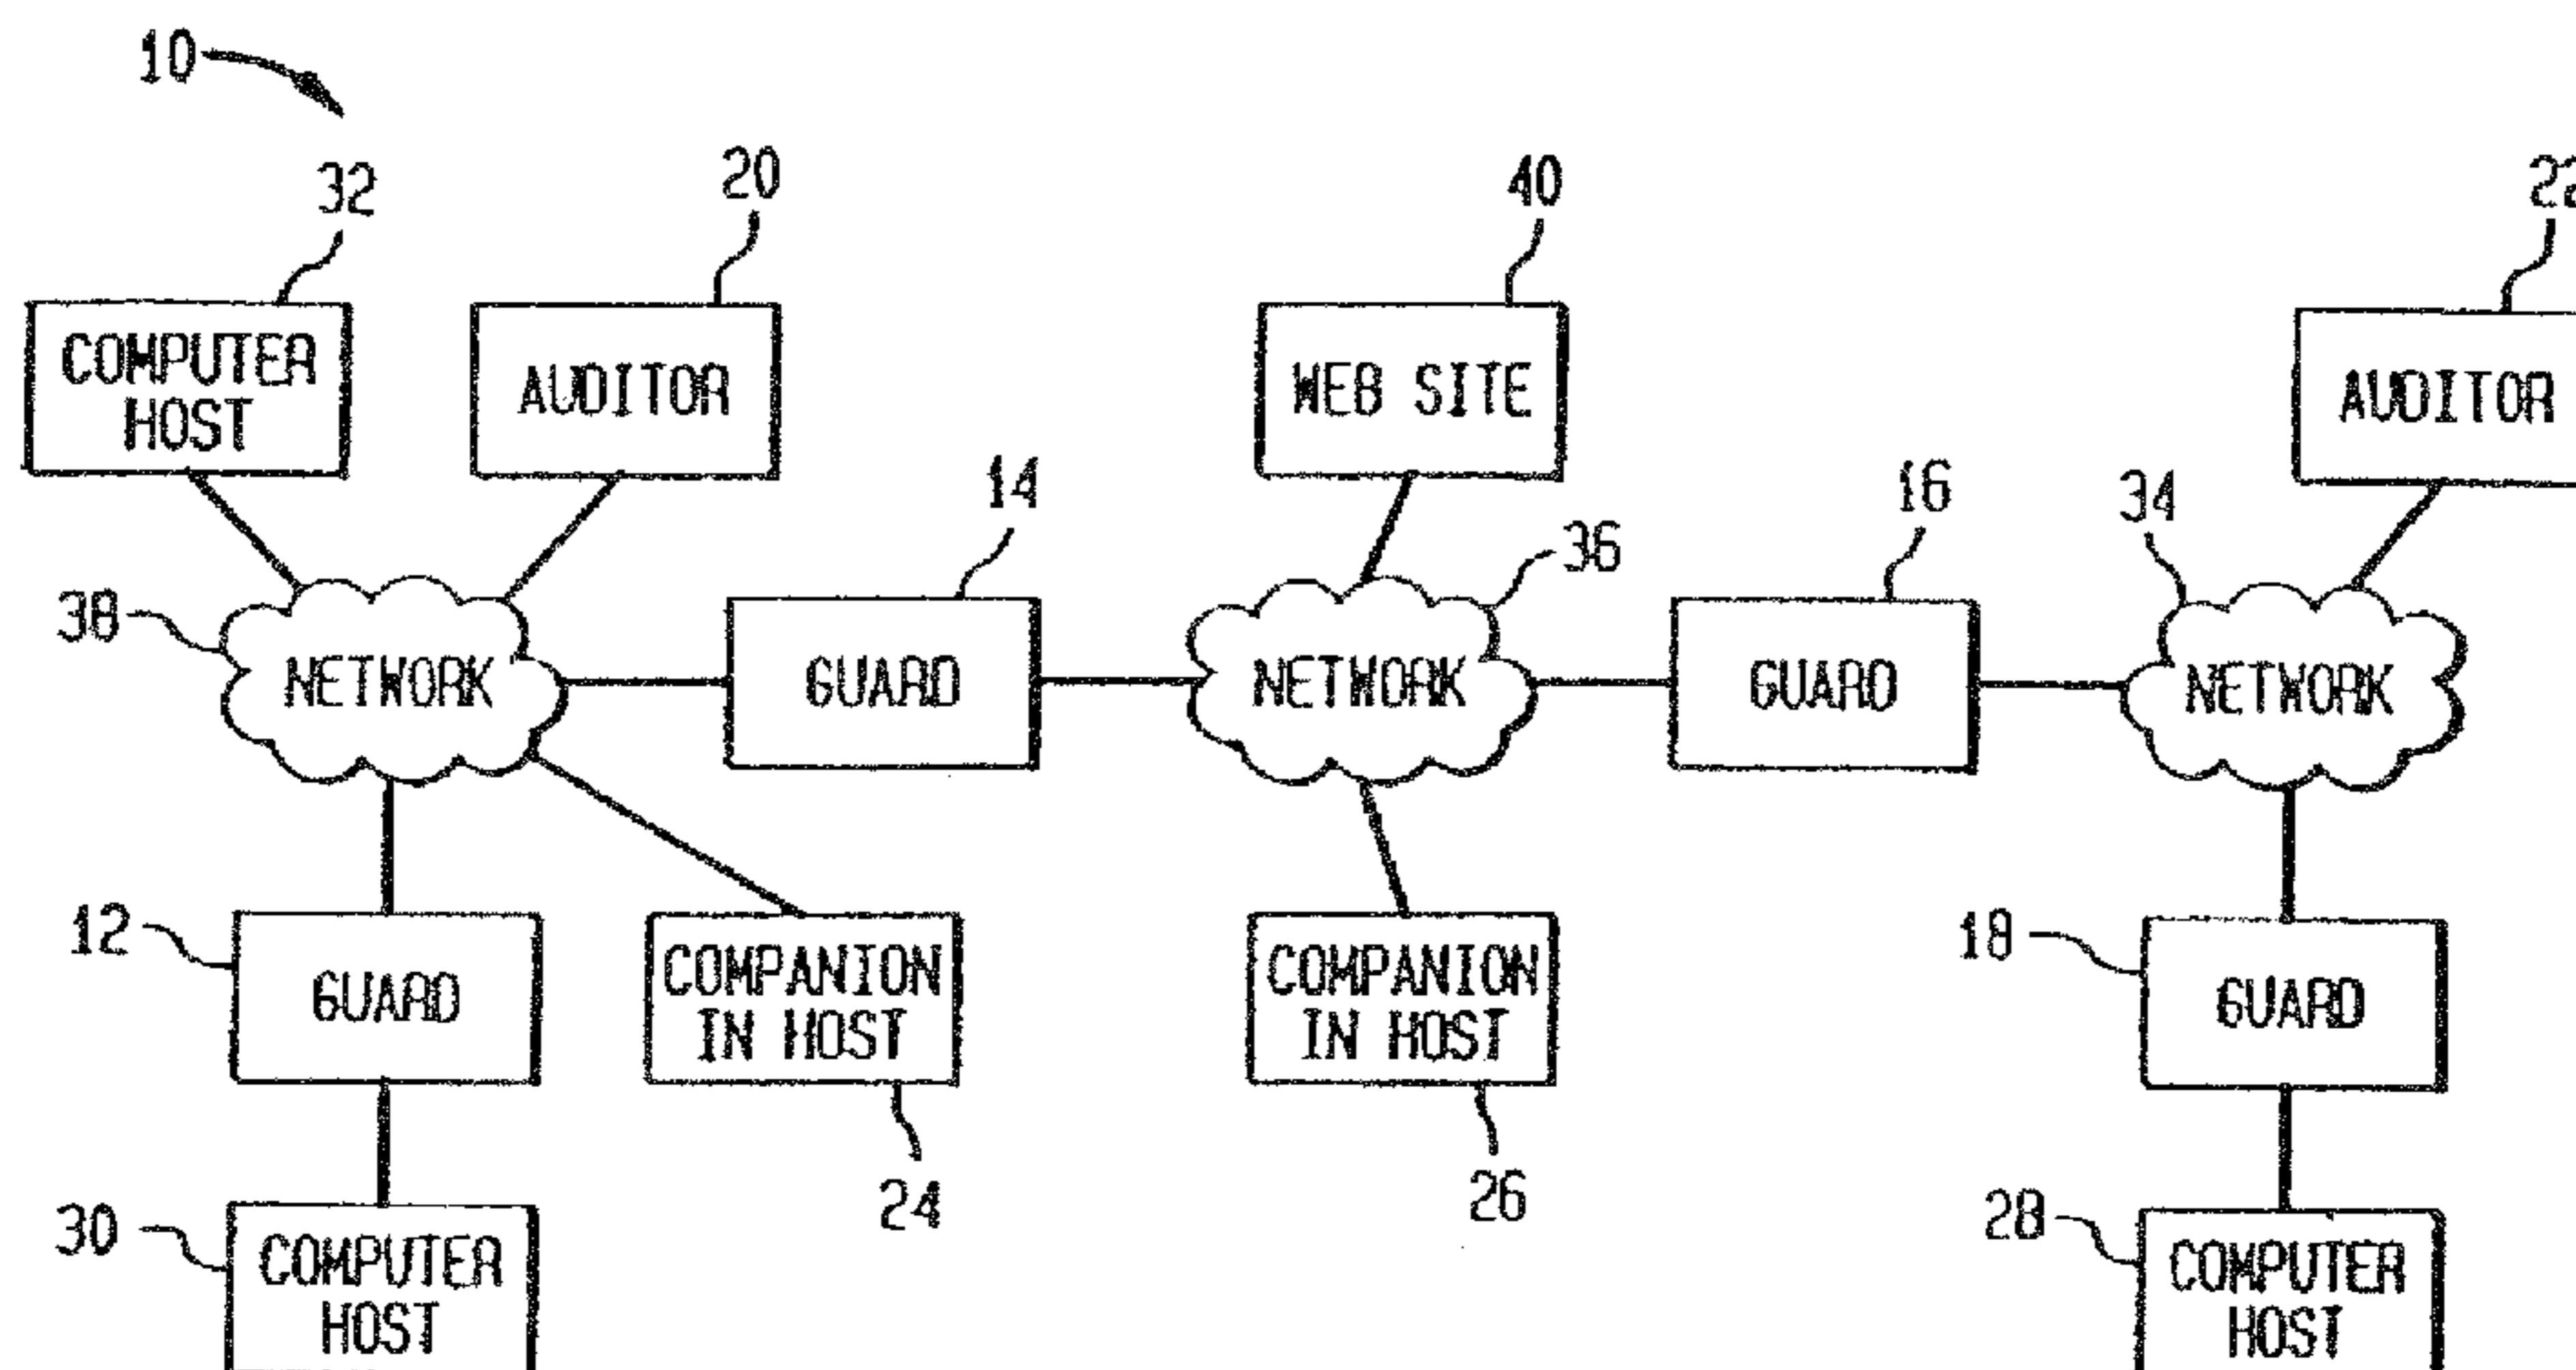 10
32
20
40
22
COMPUTER
HOST
AUDITOR
WEB SITE
AUDITOR
14
36
16
34
38
NETWORK
GUARD
NETWORK
GUARD
NETWORK
12
GUARD
COMPANION
IN HOST
COMPANION
IN HOST
18
GUARD
24
26
30
COMPUTER
HOST
28
COMPUTER
HOST